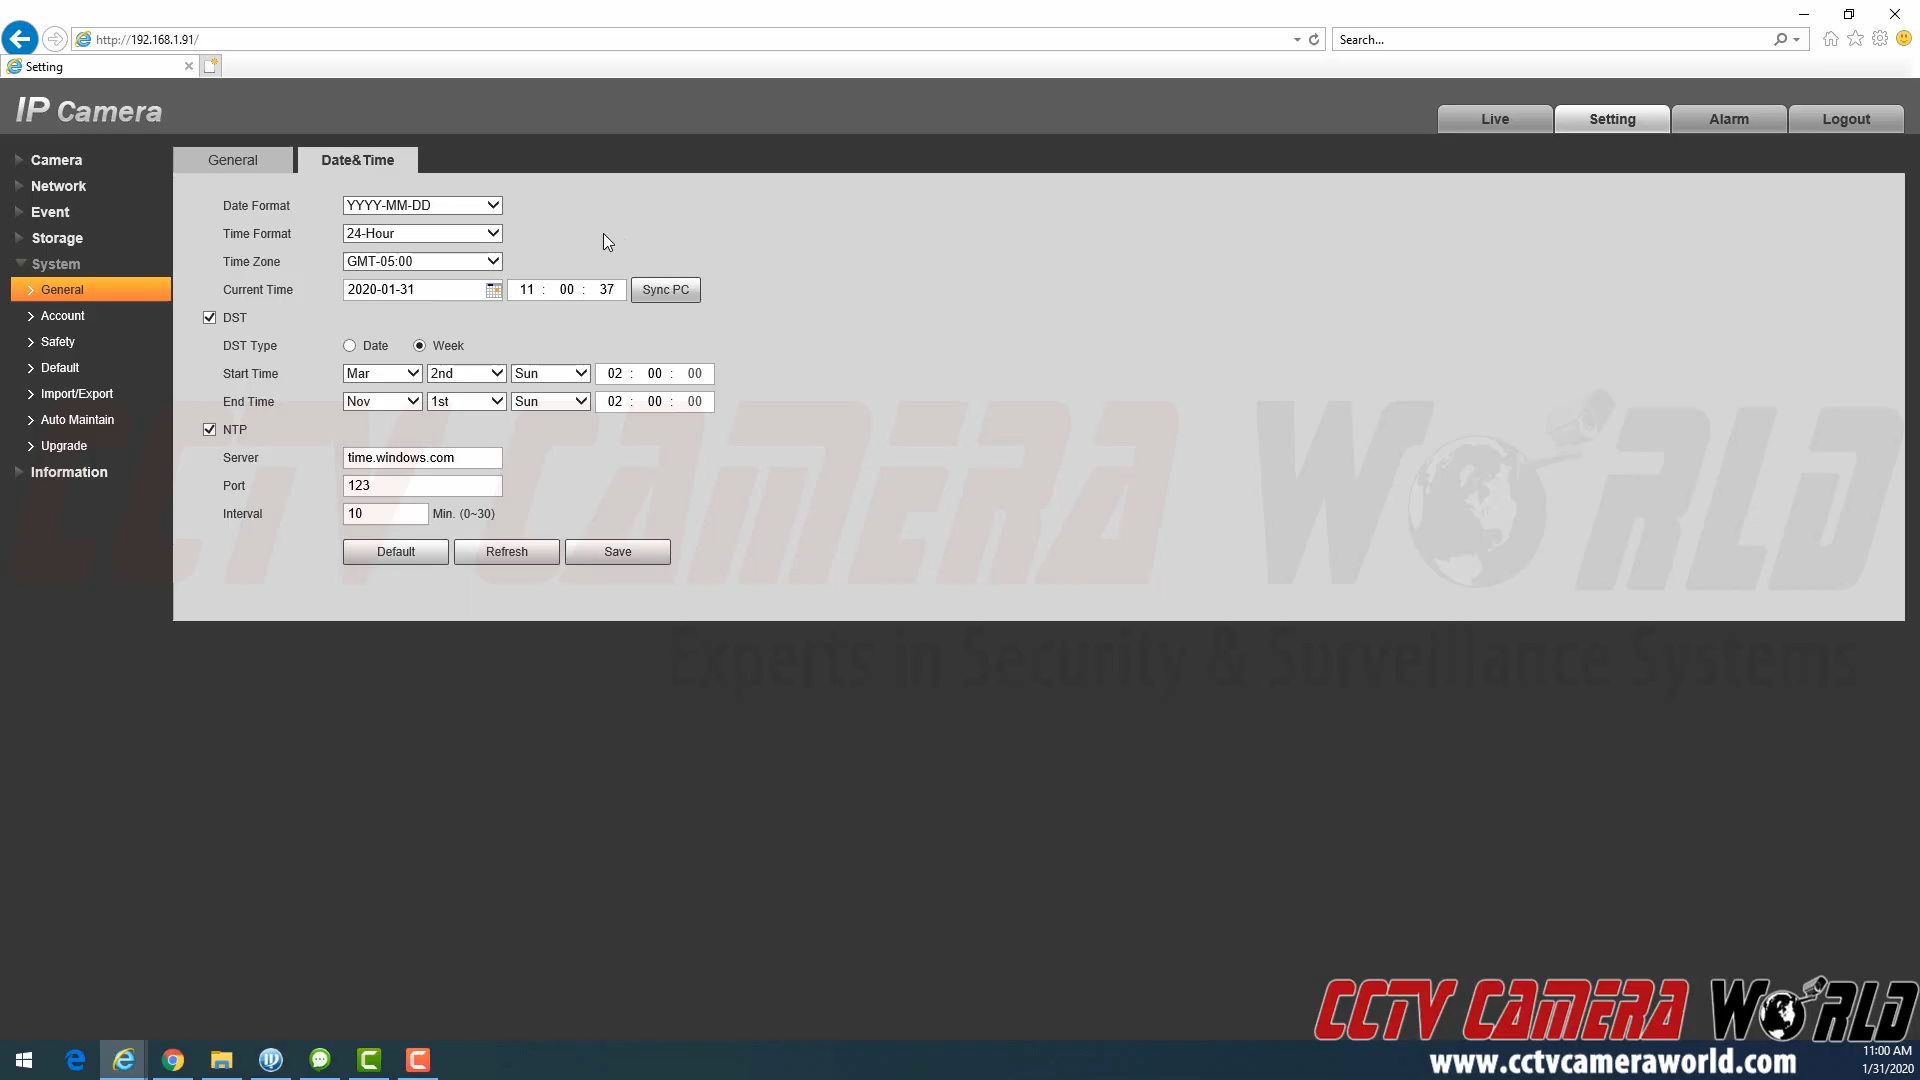 http://192.168.1.91/
Search...
Setting
IP Camera
Live
Setting
Alarm
Logout
Camera
Network
Event
Storage
System
General
Account
Safety
Default
Import/Export
Auto Maintain
Upgrade
Information
General
Date&Time
Date Format YYYY-MM-DD
Time Format 24-Hour
Time Zone GMT-05:00
Current Time 2020-01-31 11 : 00 : 37 Sync PC
DST
DST Type Date Week
Start Time Mar 2nd Sun 02 : 00 : 00
End Time Nov 1st Sun 02 : 00 : 00
NTP
Server time.windows.com
Port 123
Interval 10 Min. (0~30)
Default Refresh Save
CCTV CAMERA WORLD
Experts in Security & Surveillance Systems
CCTV CAMERA WORLD
www.cctvcameraworld.com
11:00 AM
1/31/2020